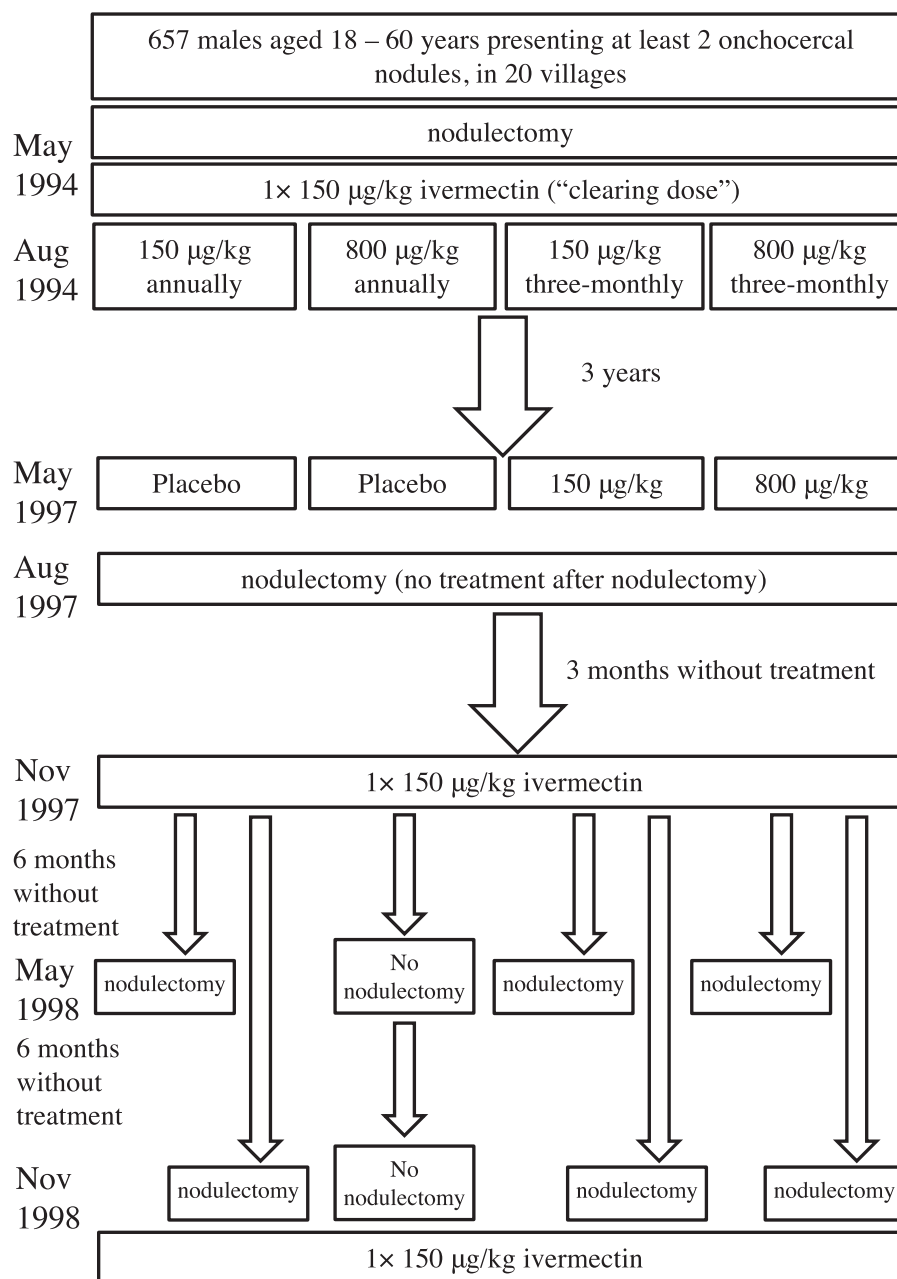 657 males aged 18 – 60 years presenting at least 2 onchocercal
nodules, in 20 villages
May
1994
nodulectomy
1× 150 µg/kg ivermectin (“clearing dose”)
Aug
1994
150 µg/kg
annually
800 µg/kg
annually
150 µg/kg
three-monthly
800 µg/kg
three-monthly
3 years
May
1997
Placebo
Placebo
150 µg/kg
800 µg/kg
Aug
1997
nodulectomy (no treatment after nodulectomy)
3 months without treatment
Nov
1997
1× 150 µg/kg ivermectin
6 months
without
treatment
May
1998
nodulectomy
No
nodulectomy
nodulectomy
nodulectomy
6 months
without
treatment
Nov
1998
nodulectomy
No
nodulectomy
nodulectomy
nodulectomy
1× 150 µg/kg ivermectin